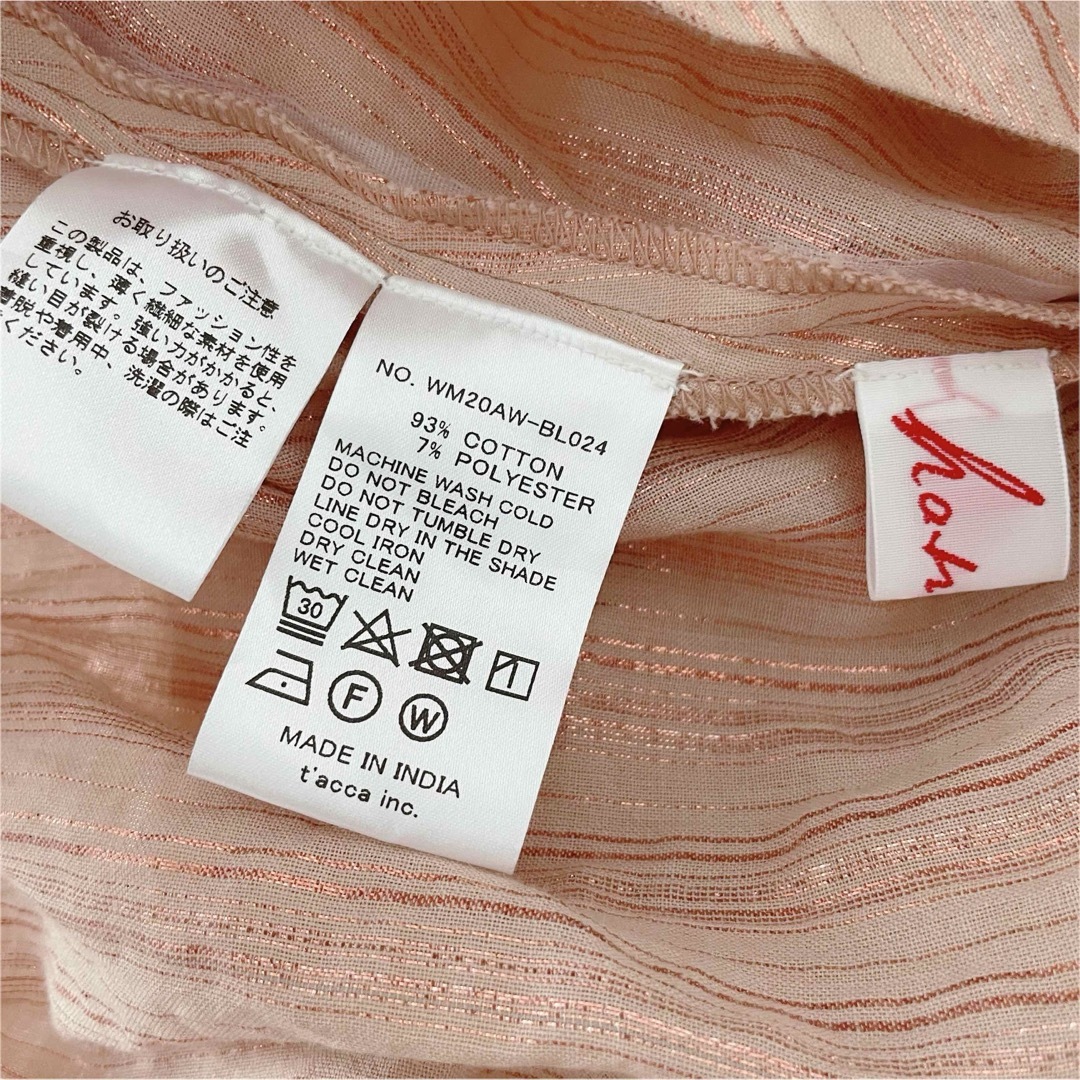 お取り扱いのご注意
この製品は、ファッション性を
重視し、薄く繊細な素材を使用
しています。強い力がかかると、
縫い目が裂ける場合があります。
着脱や着用中、洗濯の際はご注
ください。
NO. WM20AW-BL024
93% COTTON
7% POLYESTER
MACHINE WASH COLD
DO NOT BLEACH
DO NOT TUMBLE DRY
LINE DRY IN THE SHADE
COOL IRON
DRY CLEAN
WET CLEAN
30
F
W
MADE IN INDIA
t'acca inc.